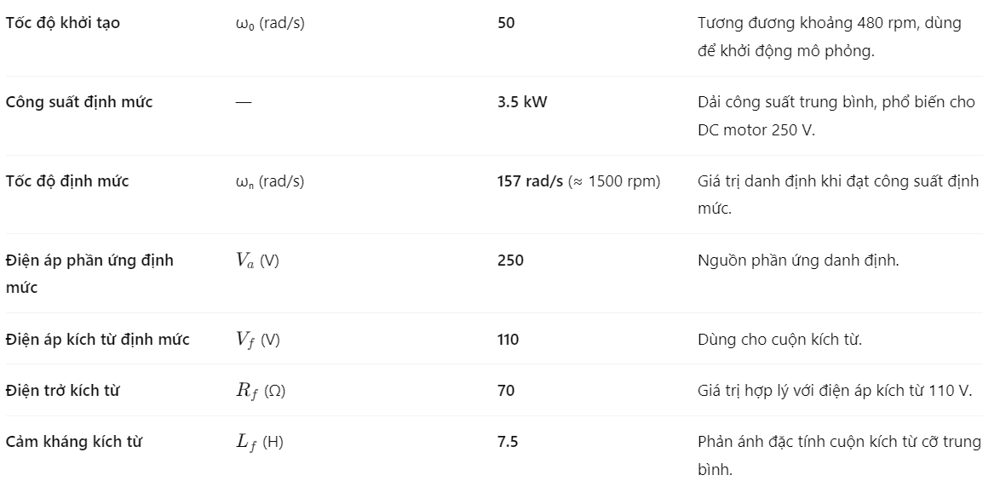 Tốc độ khởi tạo ω₀ (rad/s) 50 Tương đương khoảng 480 rpm, dùng
để khởi động mô phỏng.
Công suất định mức — 3.5 kW Dải công suất trung bình, phổ biến cho
DC motor 250 V.
Tốc độ định mức ωₙ (rad/s) 157 rad/s (≈ 1500 rpm) Giá trị danh định khi đạt công suất định
mức.
Điện áp phần ứng định V_a (V) 250 Nguồn phần ứng danh định.
mức
Điện áp kích từ định mức V_f (V) 110 Dùng cho cuộn kích từ.
Điện trở kích từ R_f (Ω) 70 Giá trị hợp lý với điện áp kích từ 110 V.
Cảm kháng kích từ L_f (H) 7.5 Phản ánh đặc tính cuộn kích từ cỡ trung
bình.